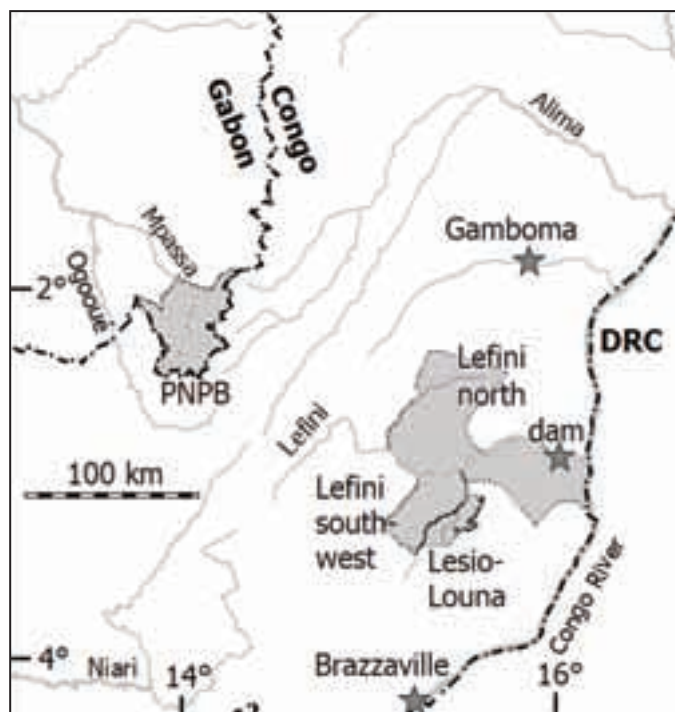 Gabon
Congo
Alima
Mpassa
Ogooué
Gamboma
2°
DRC
PNPB
Lefini
north
Lefini
dam
100 km
Lefini
south-
west
Lesio-
Louna
Congo River
4°
Niari
14°
Brazzaville
16°